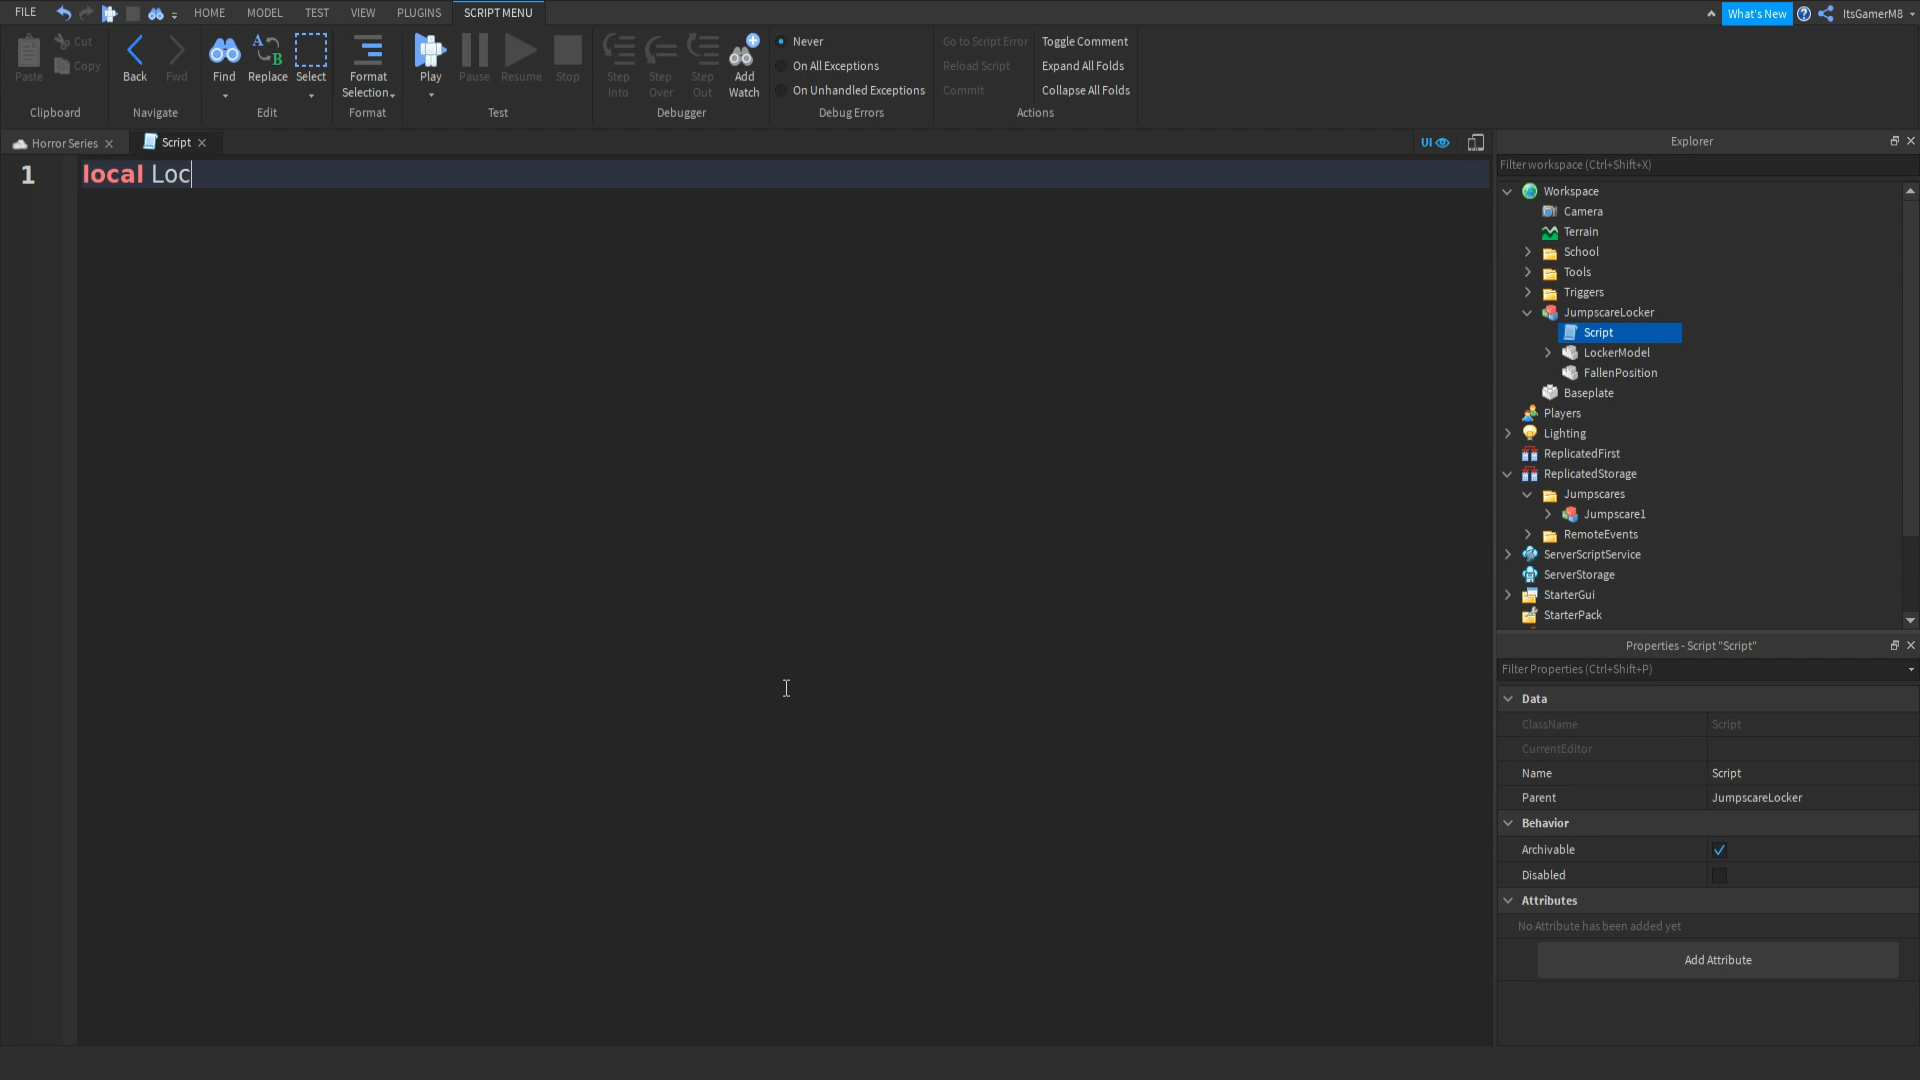 FILE HOME MODEL TEST VIEW PLUGINS SCRIPT MENU What's New ItsGamerM8
Paste Cut Copy Back Fwd Find Replace Select Format Selection Play Pause Resume Stop Step Into Step Over Step Out Add Watch
Never Go to Script Error Toggle Comment
On All Exceptions Reload Script Expand All Folds
On Unhandled Exceptions Commit Collapse All Folds
Clipboard Navigate Edit Format Test Debugger Debug Errors Actions
Horror Series Script UI
1 local Loc
Explorer
Filter workspace (Ctrl+Shift+X)
Workspace
Camera
Terrain
School
Tools
Triggers
JumpscareLocker
Script
LockerModel
FallenPosition
Baseplate
Players
Lighting
ReplicatedFirst
ReplicatedStorage
Jumpscares
Jumpscare1
RemoteEvents
ServerScriptService
ServerStorage
StarterGui
StarterPack
Properties - Script "Script"
Filter Properties (Ctrl+Shift+P)
Data
ClassName Script
CurrentEditor
Name Script
Parent JumpscareLocker
Behavior
Archivable
Disabled
Attributes
No Attribute has been added yet
Add Attribute